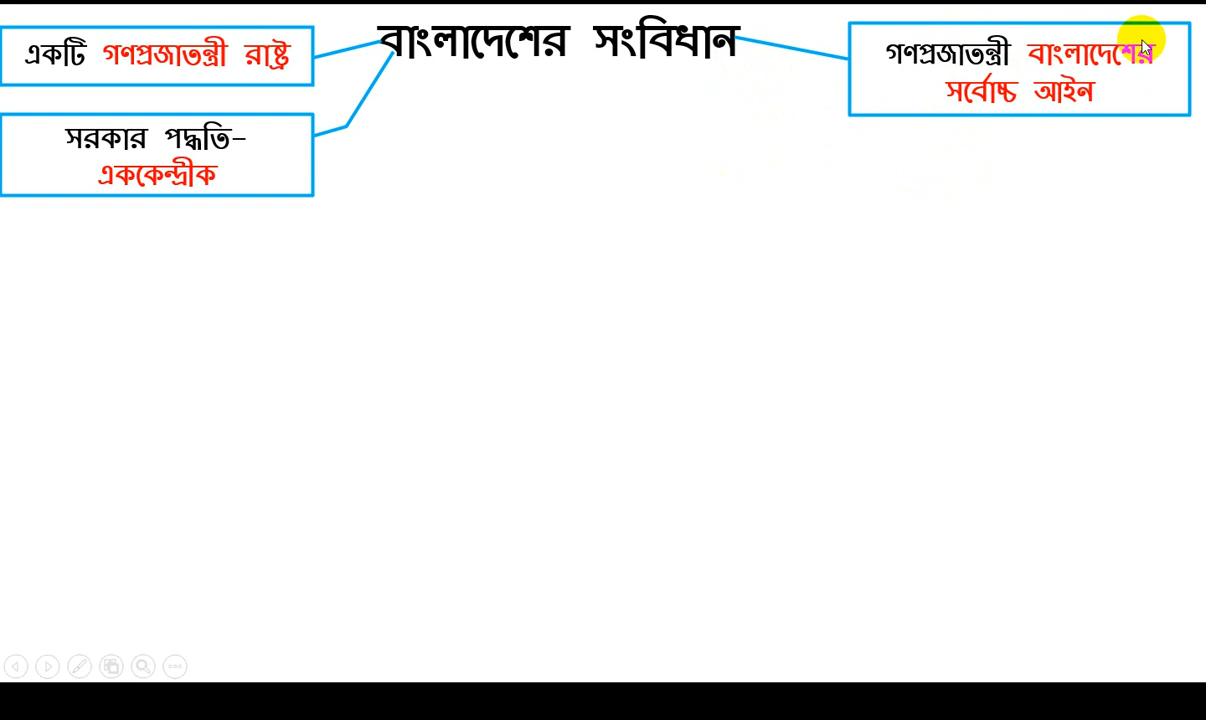 বাংলাদেশের সংবিধান
একটি গণপ্রজাতন্ত্রী রাষ্ট্র
সরকার পদ্ধতি-
এককেন্দ্রীক
গণপ্রজাতন্ত্রী বাংলাদেশের
সর্বোচ্চ আইন